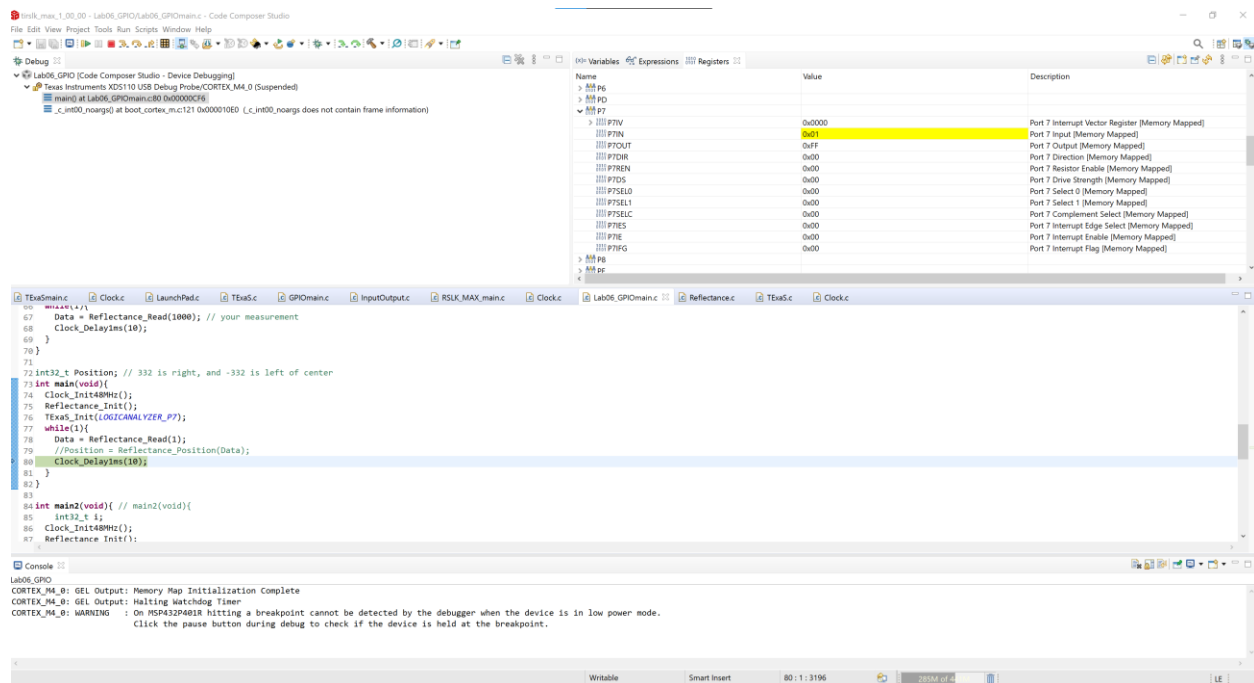 tirslk_max_1_00_00 - Lab06_GPIO/Lab06_GPIOmain.c - Code Composer Studio
File Edit View Project Tools Run Scripts Window Help
Debug
Lab06_GPIO [Code Composer Studio - Device Debugging]
Texas Instruments XDS110 USB Debug Probe/CORTEX_M4_0 (Suspended)
main() at Lab06_GPIOmain.c:80 0x00000CF6
_c_int00_noargs() at boot_cortex_m.c:121 0x000010E0 (_c_int00_noargs does not contain frame information)
(x)= Variables Expressions Registers
Name Value Description
P6
PD
P7
P7IV 0x0000 Port 7 Interrupt Vector Register [Memory Mapped]
P7IN 0x01 Port 7 Input [Memory Mapped]
P7OUT 0xFF Port 7 Output [Memory Mapped]
P7DIR 0x00 Port 7 Direction [Memory Mapped]
P7REN 0x00 Port 7 Resistor Enable [Memory Mapped]
P7DS 0x00 Port 7 Drive Strength [Memory Mapped]
P7SEL0 0x00 Port 7 Select 0 [Memory Mapped]
P7SEL1 0x00 Port 7 Select 1 [Memory Mapped]
P7SELC 0x00 Port 7 Complement Select [Memory Mapped]
P7IES 0x00 Port 7 Interrupt Edge Select [Memory Mapped]
P7IE 0x00 Port 7 Interrupt Enable [Memory Mapped]
P7IFG 0x00 Port 7 Interrupt Flag [Memory Mapped]
P8
PE
TExaSmain.c Clock.c LaunchPad.c TExaS.c GPIOmain.c InputOutput.c RSLK_MAX_main.c Clock.c Lab06_GPIOmain.c Reflectance.c TExaS.c Clock.c
66 while(1){
67 Data = Reflectance_Read(1000); // your measurement
68 Clock_Delay1ms(10);
69 }
70 }
71
72 int32_t Position; // 332 is right, and -332 is left of center
73 int main(void){
74 Clock_Init48MHz();
75 Reflectance_Init();
76 TExaS_Init(LOGICANALYZER_P7);
77 while(1){
78 Data = Reflectance_Read(1);
79 //Position = Reflectance_Position(Data);
80 Clock_Delay1ms(10);
81 }
82 }
83
84 int main2(void){ // main2(void){
85 int32_t i;
86 Clock_Init48MHz();
87 Reflectance_Init();
Console
Lab06_GPIO
CORTEX_M4_0: GEL Output: Memory Map Initialization Complete
CORTEX_M4_0: GEL Output: Halting Watchdog Timer
CORTEX_M4_0: WARNING : On MSP432P401R hitting a breakpoint cannot be detected by the debugger when the device is in low power mode.
Click the pause button during debug to check if the device is held at the breakpoint.
Writable Smart Insert 80 : 1 : 3196 285M of LE